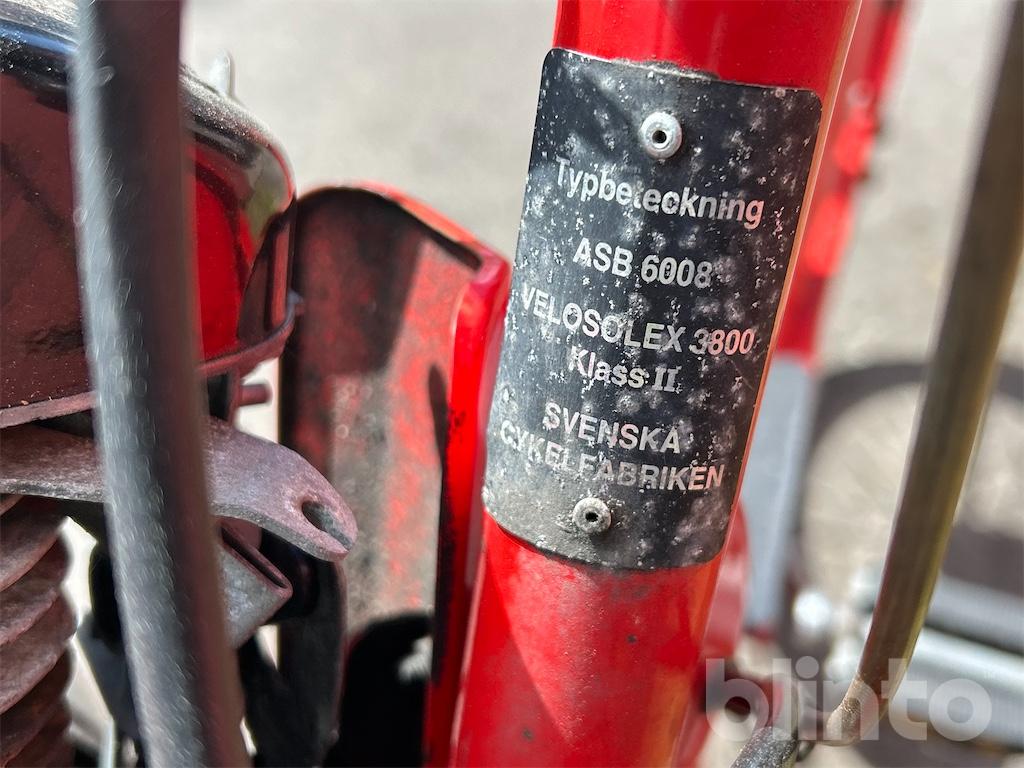 Typbeteckning
ASB 6008
VELOSOLEX 3800
Klass II
SVENSKA
CYKELFABRIKEN
blinto